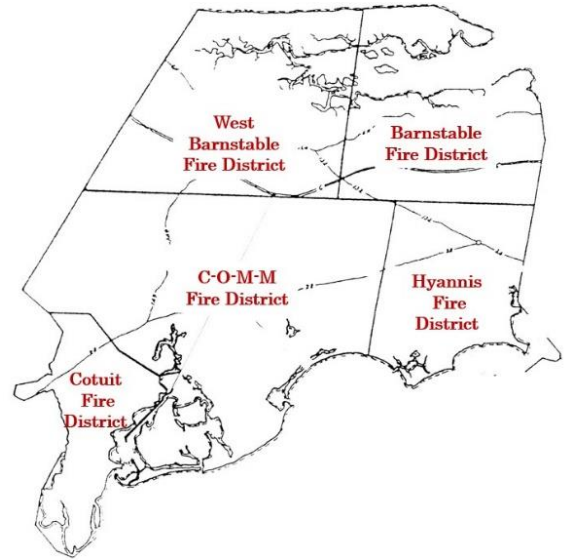 West
Barnstable
Fire District
Barnstable
Fire District
C-O-M-M
Fire District
Hyannis
Fire
District
Cotuit
Fire
District